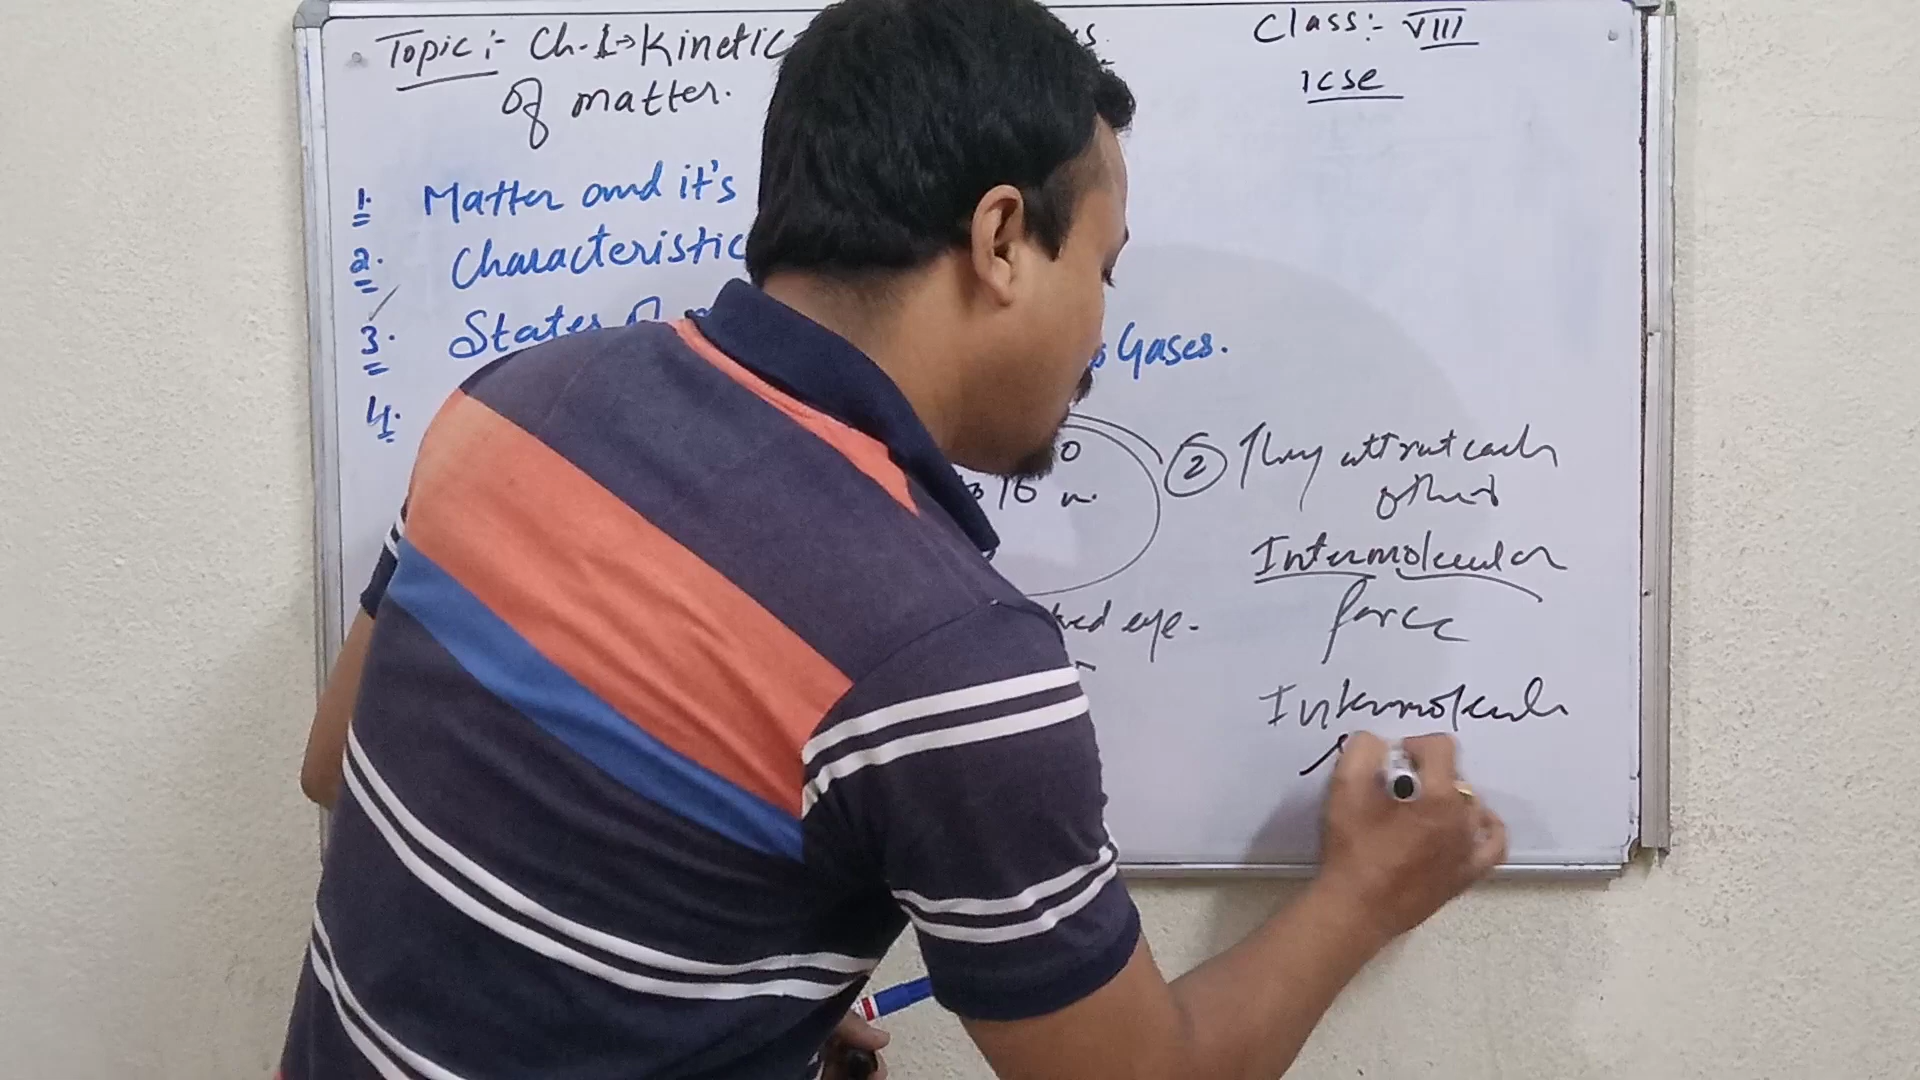 Topic:- Ch.1→ Kinetic
of matter.
Class:- VIII
ICSE
1. Matter and it's
2. Characteristic
3. States of
Gases.
4.
② They attract each
other
Intermolecular
force
eye.
Intermolecular